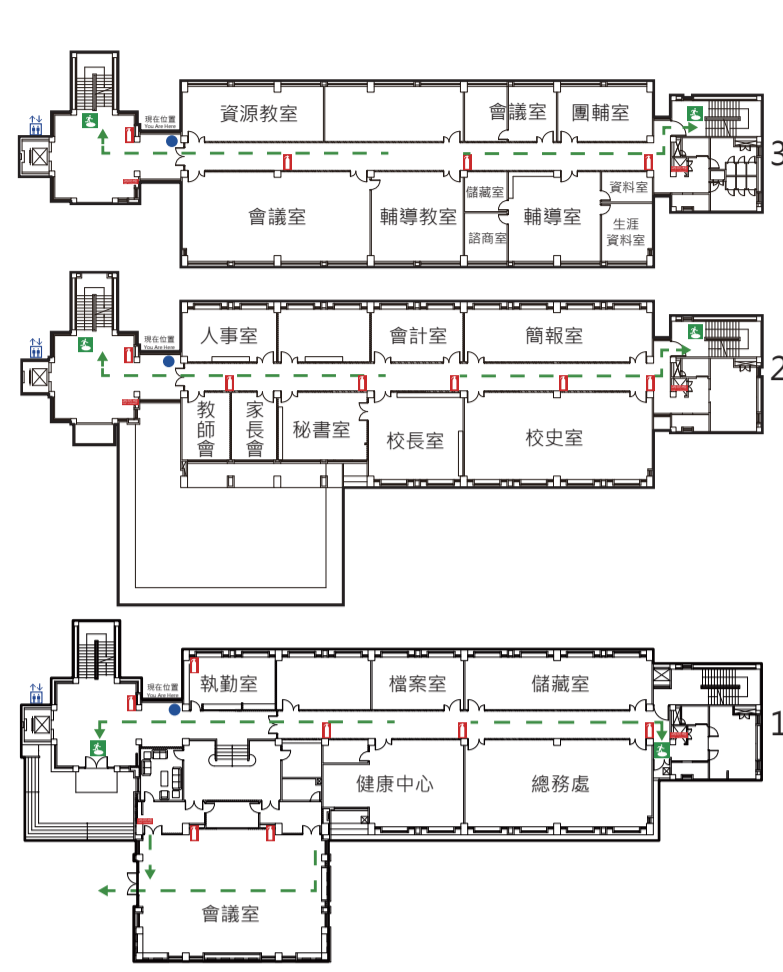 現在位置
You Are Here
資源教室
會議室
團輔室
3
會議室
輔導教室
儲藏室
諮商室
輔導室
資料室
生涯
資料室
現在位置
You Are Here
人事室
會計室
簡報室
2
教師會
家長會
秘書室
校長室
校史室
現在位置
You Are Here
執勤室
檔案室
儲藏室
1
健康中心
總務處
會議室